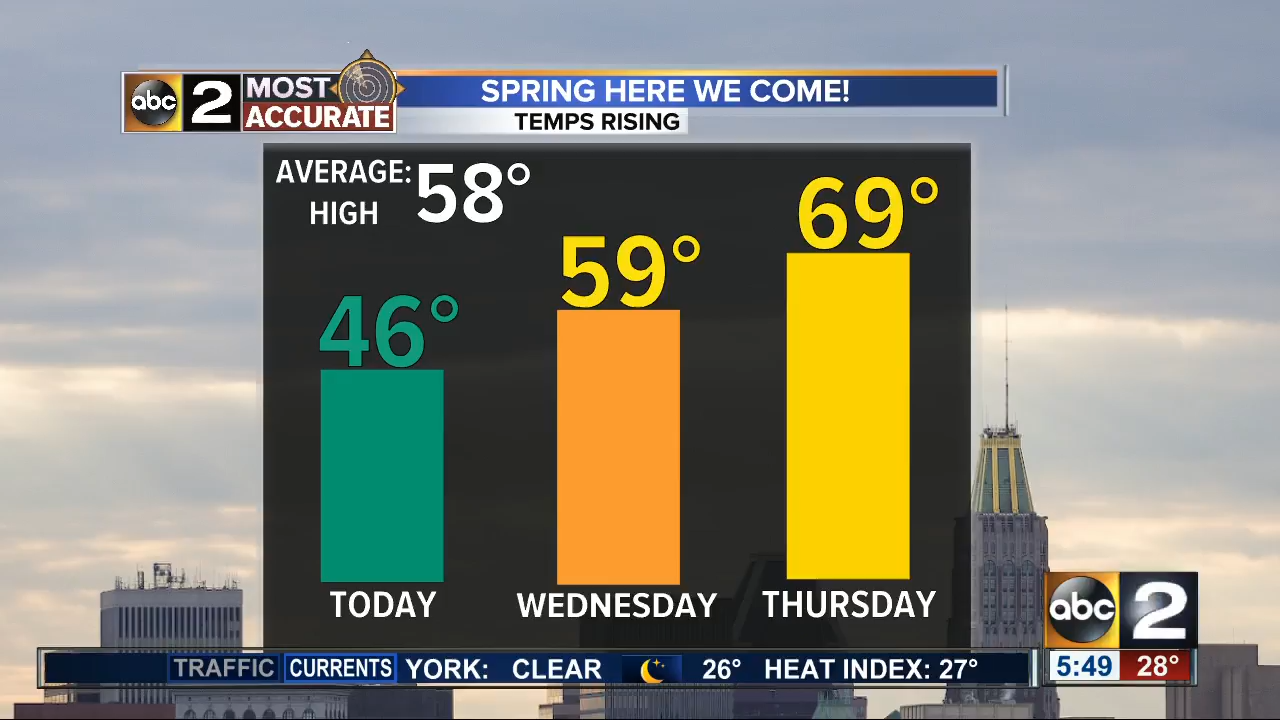 abc 2 MOST ACCURATE
SPRING HERE WE COME!
TEMPS RISING
AVERAGE: HIGH 58°
46°
59°
69°
TODAY
WEDNESDAY
THURSDAY
abc 2
TRAFFIC CURRENTS YORK: CLEAR 26° HEAT INDEX: 27°
5:49 28°